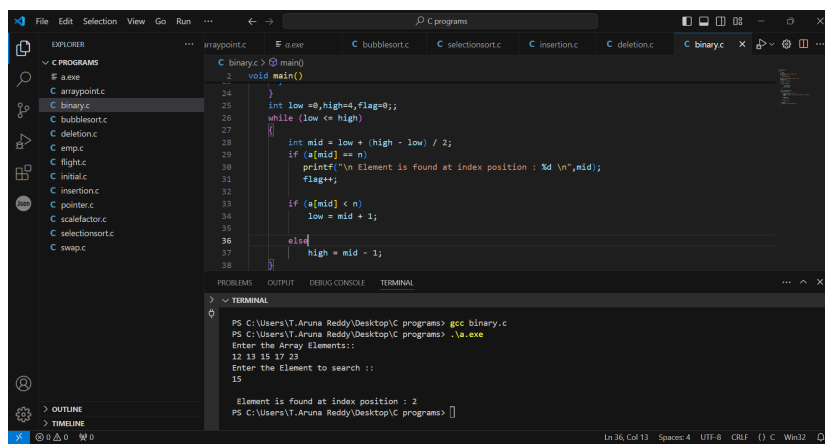 File Edit Selection View Go Run ··· C programs
EXPLORER ···
C PROGRAMS
a.exe
C arraypoint.c
C binary.c
C bubblesort.c
C deletion.c
C emp.c
C flight.c
C initial.c
C insertion.c
C pointer.c
C scalefactor.c
C selectionsort.c
C swap.c
OUTLINE
TIMELINE
Json
arraypoint.c a.exe C bubblesort.c C selectionsort.c C insertion.c C deletion.c C binary.c
C binary.c > main()
2 void main()
24 }
25 int low =0,high=4,flag=0;;
26 while (low <= high)
27 {
28 int mid = low + (high - low) / 2;
29 if (a[mid] == n)
30 printf("\n Element is found at index position : %d \n",mid);
31 flag++;
32
33 if (a[mid] < n)
34 low = mid + 1;
35
36 else
37 high = mid - 1;
38 }
PROBLEMS OUTPUT DEBUG CONSOLE TERMINAL
TERMINAL
PS C:\Users\T.Aruna Reddy\Desktop\C programs> gcc binary.c
PS C:\Users\T.Aruna Reddy\Desktop\C programs> .\a.exe
Enter the Array Elements::
12 13 15 17 23
Enter the Element to search ::
15
Element is found at index position : 2
PS C:\Users\T.Aruna Reddy\Desktop\C programs>
0 0 0 Ln 36, Col 13 Spaces: 4 UTF-8 CRLF {} C Win32